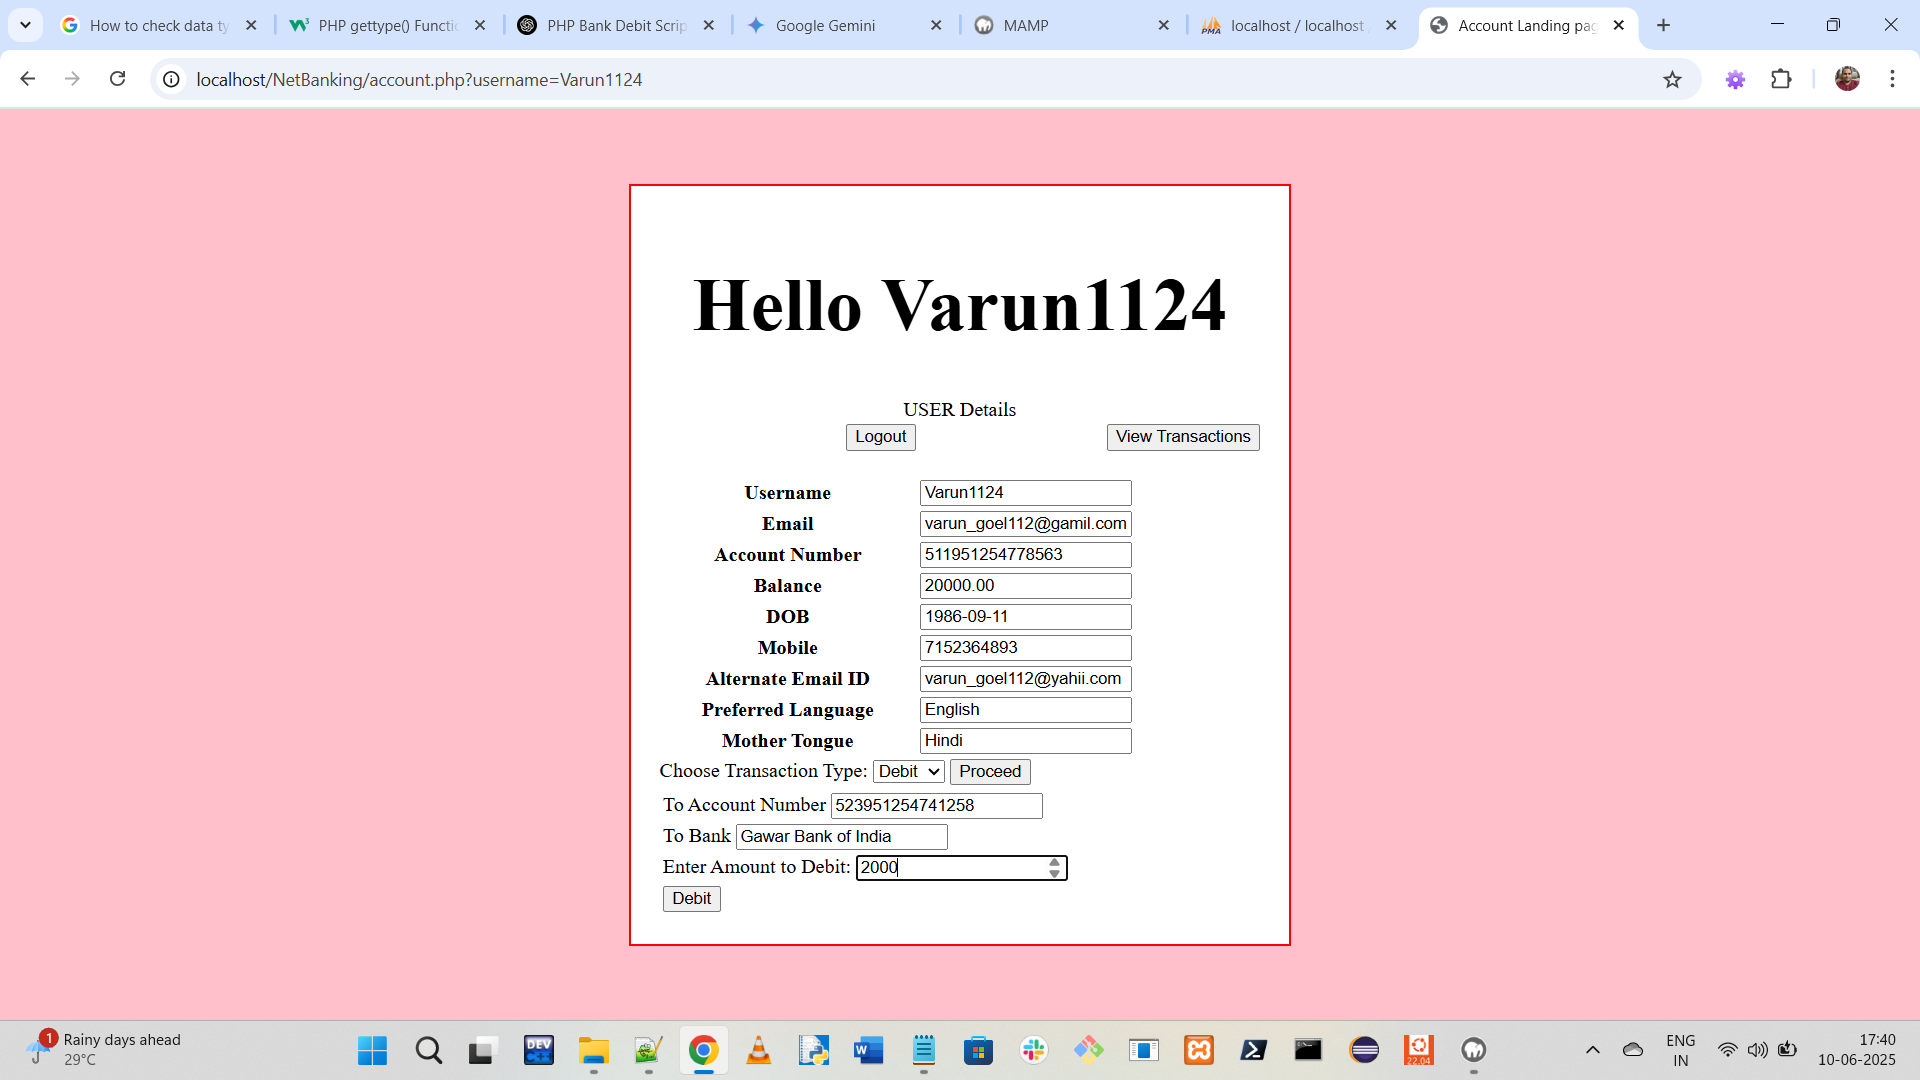 How to check data ty
PHP gettype() Functio
PHP Bank Debit Scrip
Google Gemini
MAMP
localhost / localhost
Account Landing pag
localhost/NetBanking/account.php?username=Varun1124
Hello Varun1124
USER Details
Logout
View Transactions
Username Varun1124
Email varun_goel112@gamil.com
Account Number 511951254778563
Balance 20000.00
DOB 1986-09-11
Mobile 7152364893
Alternate Email ID varun_goel112@yahii.com
Preferred Language English
Mother Tongue Hindi
Choose Transaction Type: Debit Proceed
To Account Number 523951254741258
To Bank Gawar Bank of India
Enter Amount to Debit: 2000
Debit
1
Rainy days ahead
29°C
DEV
C++
22.04
ENG
IN
17:40
10-06-2025